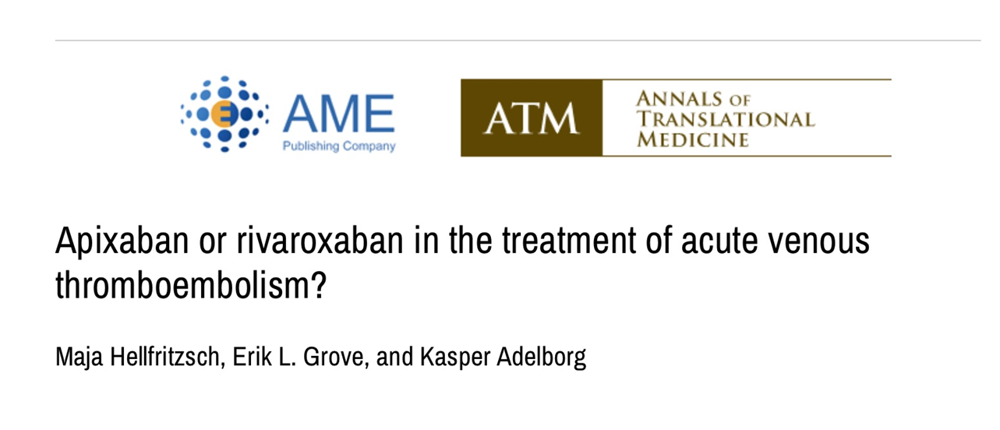 AME
Publishing Company
ATM
ANNALS OF
TRANSLATIONAL
MEDICINE
Apixaban or rivaroxaban in the treatment of acute venous
thromboembolism?
Maja Hellfritzsch, Erik L. Grove, and Kasper Adelborg